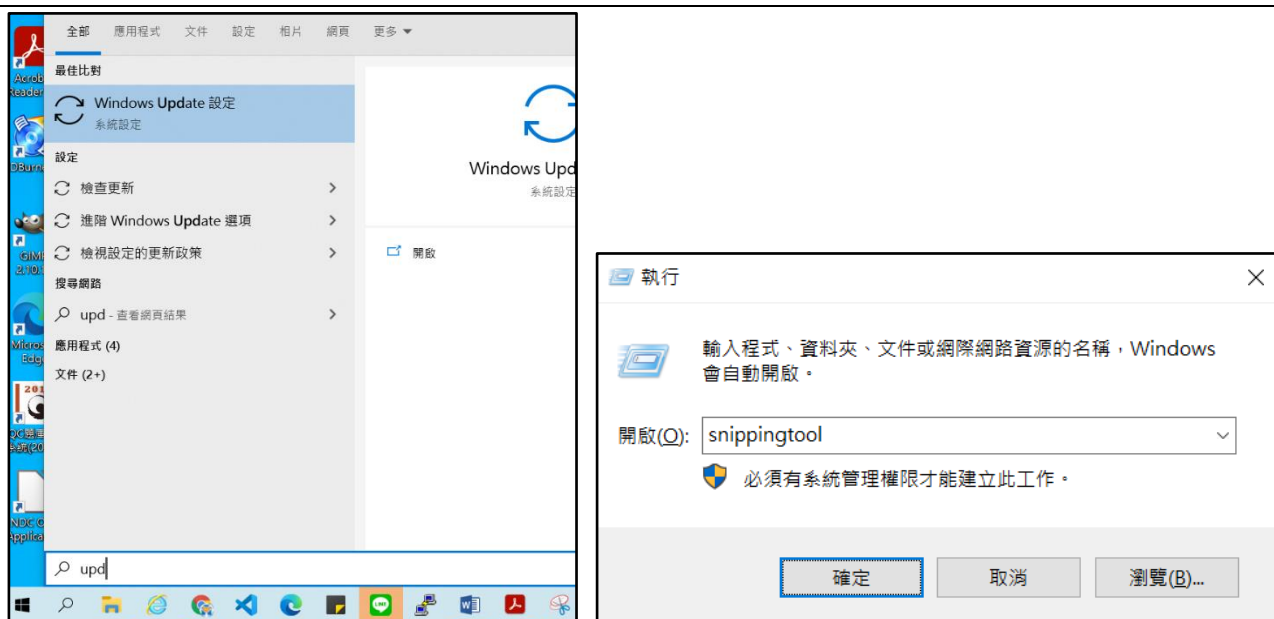 全部 應用程式 文件 設定 相片 網頁 更多
最佳比對
Windows Update 設定
系統設定
設定
檢查更新
進階 Windows Update 選項
檢視設定的更新政策
搜尋網路
upd - 查看網頁結果
應用程式 (4)
文件 (2+)
upd
Windows Upd
系統設定
開啟
執行
輸入程式、資料夾、文件或網際網路資源的名稱，Windows
會自動開啟。
開啟(O): snippingtool
必須有系統管理權限才能建立此工作。
確定 取消 瀏覽(B)...